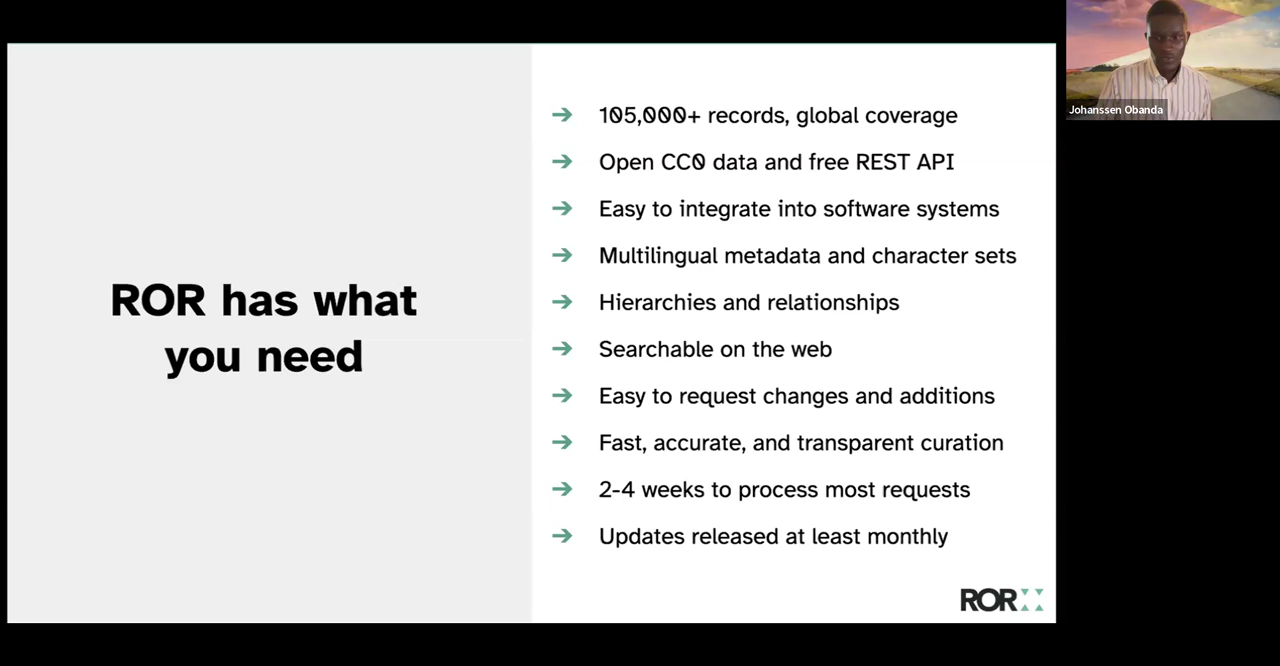 ROR has what
you need
105,000+ records, global coverage
Open CC0 data and free REST API
Easy to integrate into software systems
Multilingual metadata and character sets
Hierarchies and relationships
Searchable on the web
Easy to request changes and additions
Fast, accurate, and transparent curation
2-4 weeks to process most requests
Updates released at least monthly
ROR
Johanssen Obanda